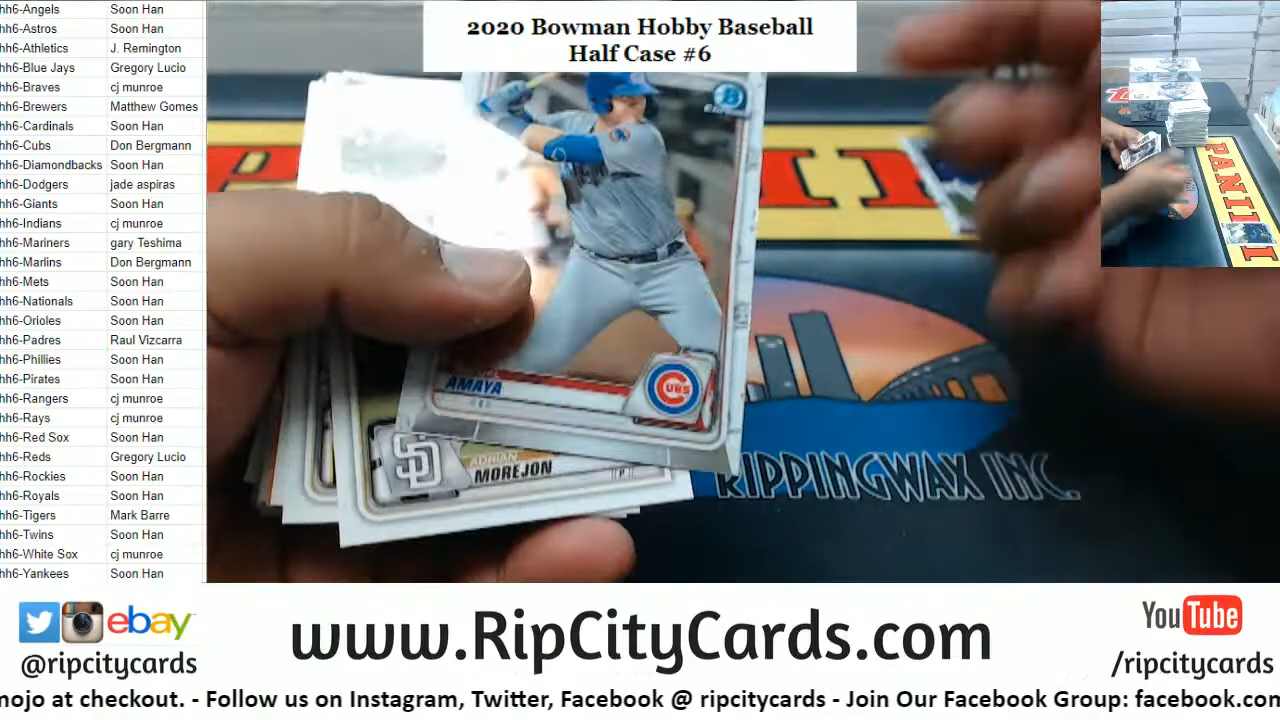 hh6-Angels Soon Han
hh6-Astros Soon Han
hh6-Athletics J. Remington
hh6-Blue Jays Gregory Lucio
hh6-Braves cj munroe
hh6-Brewers Matthew Gomes
hh6-Cardinals Soon Han
hh6-Cubs Don Bergmann
hh6-Diamondbacks Soon Han
hh6-Dodgers jade aspiras
hh6-Giants Soon Han
hh6-Indians cj munroe
hh6-Mariners gary Teshima
hh6-Marlins Don Bergmann
hh6-Mets Soon Han
hh6-Nationals Soon Han
hh6-Orioles Soon Han
hh6-Padres Raul Vizcarra
hh6-Phillies Soon Han
hh6-Pirates Soon Han
hh6-Rangers cj munroe
hh6-Rays cj munroe
hh6-Red Sox Soon Han
hh6-Reds Gregory Lucio
hh6-Rockies Soon Han
hh6-Royals Soon Han
hh6-Tigers Mark Barre
hh6-Twins Soon Han
hh6-White Sox cj munroe
hh6-Yankees Soon Han
2020 Bowman Hobby Baseball
Half Case #6
B
AMAYA
CUBS
SD
ADRIAN
MOREJON
P
RIPPINGWAX INC.
PANINI
ebay
@ripcitycards
www.RipCityCards.com
YouTube
/ripcitycards
mojo at checkout. - Follow us on Instagram, Twitter, Facebook @ ripcitycards - Join Our Facebook Group: facebook.con